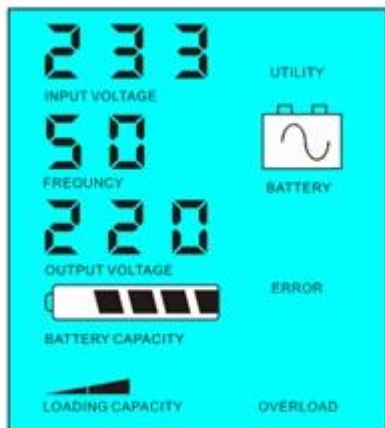 233
UTILITY
INPUT VOLTAGE
50
FREQUNCY
BATTERY
220
OUTPUT VOLTAGE
ERROR
BATTERY CAPACITY
LOADING CAPACITY
OVERLOAD